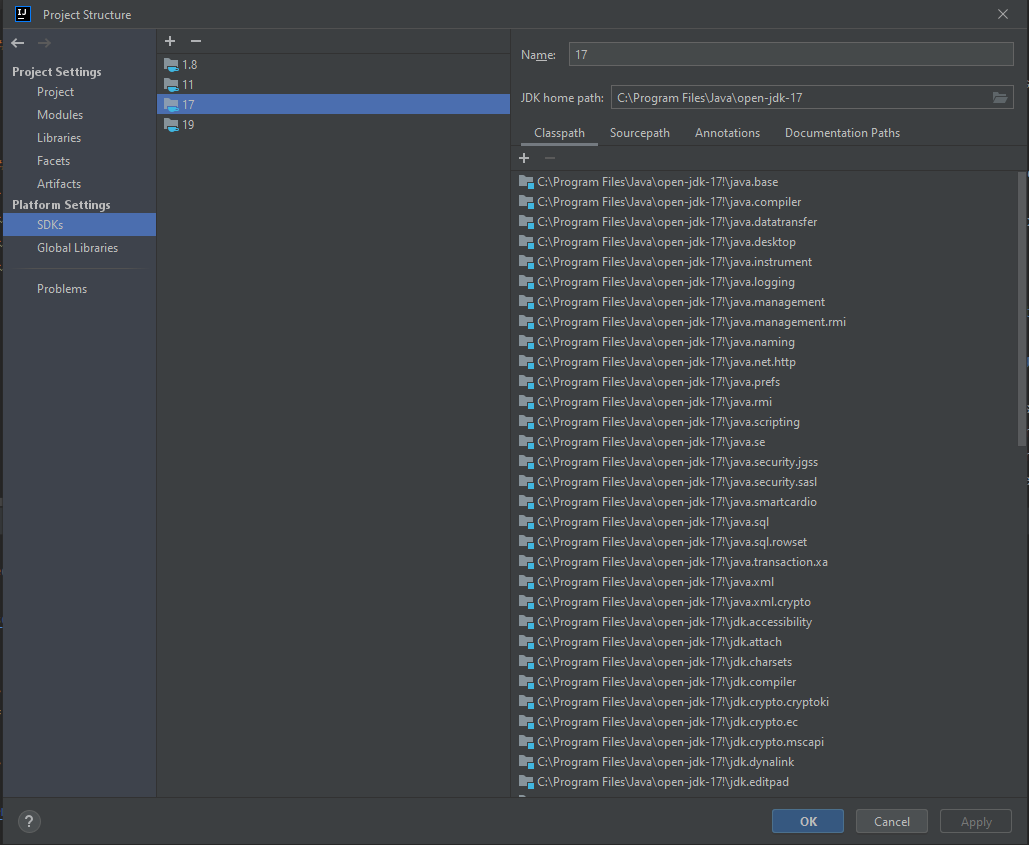 Project Structure
Project Settings
Project
Modules
Libraries
Facets
Artifacts
Platform Settings
SDKs
Global Libraries
Problems
1.8
11
17
19
Name: 17
JDK home path: C:\Program Files\Java\open-jdk-17
Classpath Sourcepath Annotations Documentation Paths
C:\Program Files\Java\open-jdk-17!\java.base
C:\Program Files\Java\open-jdk-17!\java.compiler
C:\Program Files\Java\open-jdk-17!\java.datatransfer
C:\Program Files\Java\open-jdk-17!\java.desktop
C:\Program Files\Java\open-jdk-17!\java.instrument
C:\Program Files\Java\open-jdk-17!\java.logging
C:\Program Files\Java\open-jdk-17!\java.management
C:\Program Files\Java\open-jdk-17!\java.management.rmi
C:\Program Files\Java\open-jdk-17!\java.naming
C:\Program Files\Java\open-jdk-17!\java.net.http
C:\Program Files\Java\open-jdk-17!\java.prefs
C:\Program Files\Java\open-jdk-17!\java.rmi
C:\Program Files\Java\open-jdk-17!\java.scripting
C:\Program Files\Java\open-jdk-17!\java.se
C:\Program Files\Java\open-jdk-17!\java.security.jgss
C:\Program Files\Java\open-jdk-17!\java.security.sasl
C:\Program Files\Java\open-jdk-17!\java.smartcardio
C:\Program Files\Java\open-jdk-17!\java.sql
C:\Program Files\Java\open-jdk-17!\java.sql.rowset
C:\Program Files\Java\open-jdk-17!\java.transaction.xa
C:\Program Files\Java\open-jdk-17!\java.xml
C:\Program Files\Java\open-jdk-17!\java.xml.crypto
C:\Program Files\Java\open-jdk-17!\jdk.accessibility
C:\Program Files\Java\open-jdk-17!\jdk.attach
C:\Program Files\Java\open-jdk-17!\jdk.charsets
C:\Program Files\Java\open-jdk-17!\jdk.compiler
C:\Program Files\Java\open-jdk-17!\jdk.crypto.cryptoki
C:\Program Files\Java\open-jdk-17!\jdk.crypto.ec
C:\Program Files\Java\open-jdk-17!\jdk.crypto.mscapi
C:\Program Files\Java\open-jdk-17!\jdk.dynalink
C:\Program Files\Java\open-jdk-17!\jdk.editpad
? OK Cancel Apply